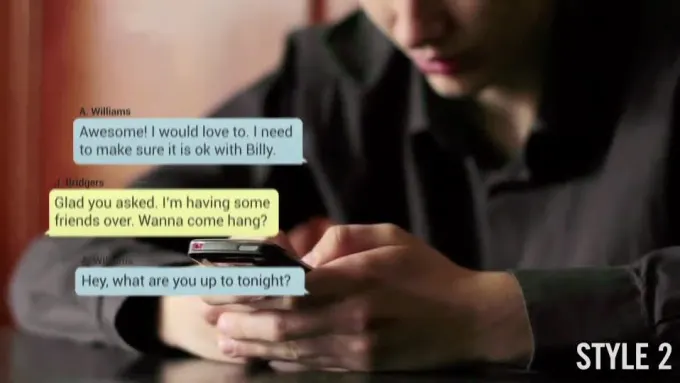 A. Williams
Awesome! I would love to. I need
to make sure it is ok with Billy.
J. Bridgers
Glad you asked. I'm having some
friends over. Wanna come hang?
A. Williams
Hey, what are you up to tonight?
STYLE 2